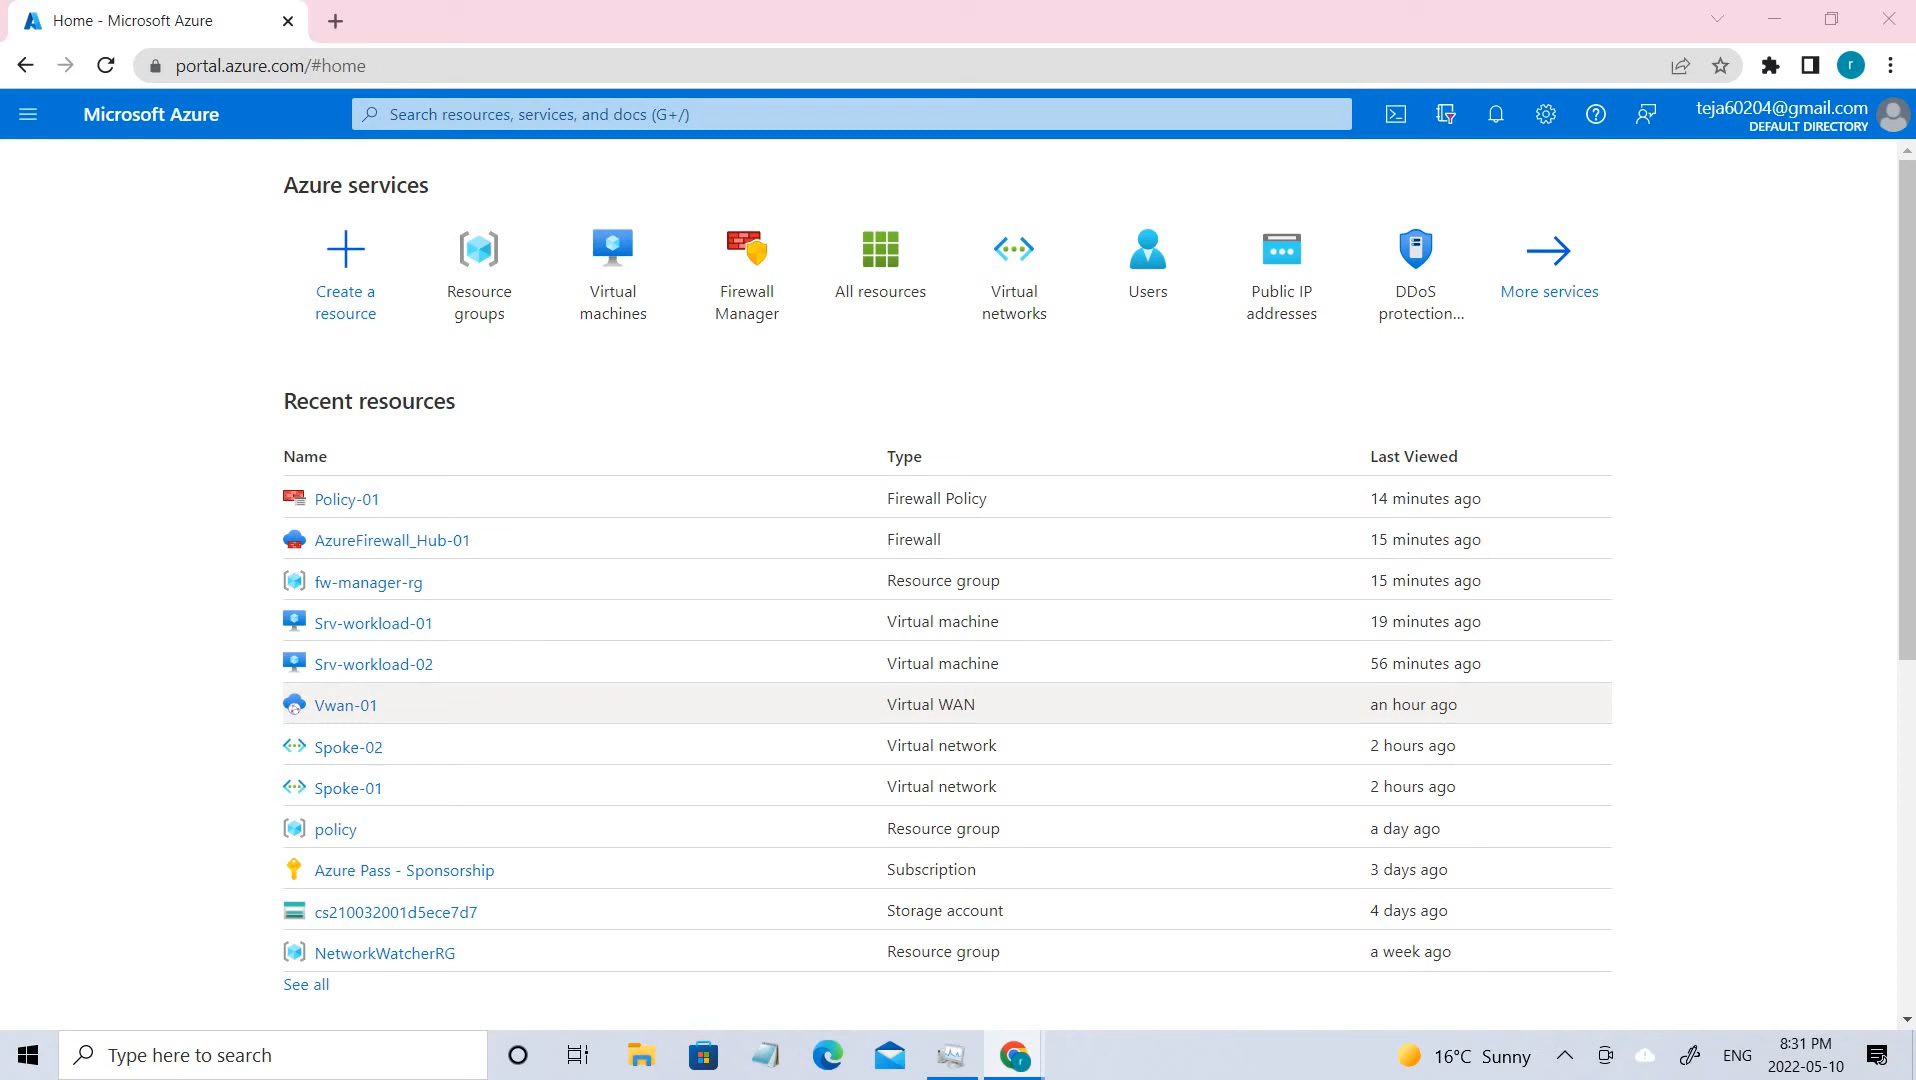 Home - Microsoft Azure
portal.azure.com/#home
r
Microsoft Azure
Search resources, services, and docs (G+/)
teja60204@gmail.com
DEFAULT DIRECTORY
Azure services
Create a resource
Resource groups
Virtual machines
Firewall Manager
All resources
Virtual networks
Users
Public IP addresses
DDoS protection...
More services
Recent resources
Name Type Last Viewed
Policy-01 Firewall Policy 14 minutes ago
AzureFirewall_Hub-01 Firewall 15 minutes ago
fw-manager-rg Resource group 15 minutes ago
Srv-workload-01 Virtual machine 19 minutes ago
Srv-workload-02 Virtual machine 56 minutes ago
Vwan-01 Virtual WAN an hour ago
Spoke-02 Virtual network 2 hours ago
Spoke-01 Virtual network 2 hours ago
policy Resource group a day ago
Azure Pass - Sponsorship Subscription 3 days ago
cs210032001d5ece7d7 Storage account 4 days ago
NetworkWatcherRG Resource group a week ago
See all
Type here to search
16°C Sunny
ENG
8:31 PM
2022-05-10